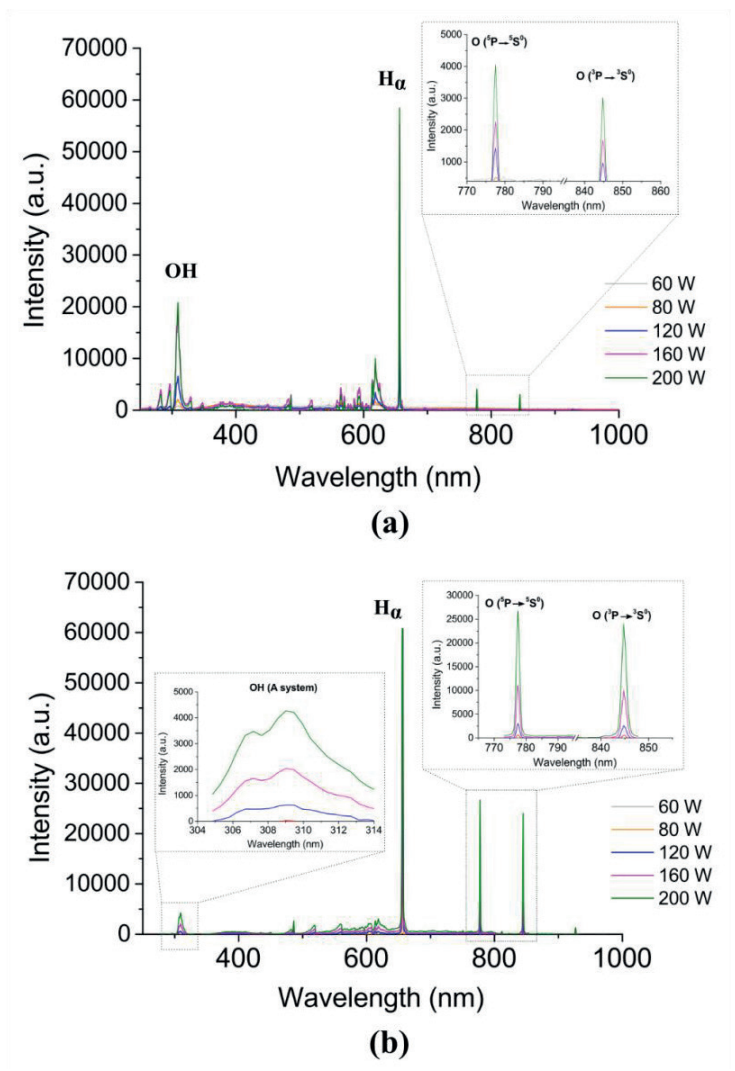 70000
60000
50000
40000
30000
20000
10000
0
Intensity (a.u.)
OH
Hα
O (⁵P→⁵S⁰)
O (³P→³S⁰)
5000
4000
3000
2000
1000
Intensity (a.u.)
770 780 790 840 850 860
Wavelength (nm)
60 W
80 W
120 W
160 W
200 W
400 600 800 1000
Wavelength (nm)
(a)
70000
60000
50000
40000
30000
20000
10000
0
Intensity (a.u.)
Hα
OH (A system)
5000
4000
3000
2000
1000
0
Intensity (a.u.)
304 306 308 310 312 314
Wavelength (nm)
O (⁵P→⁵S⁰)
O (³P→³S⁰)
30000
25000
20000
15000
10000
5000
0
Intensity (a.u.)
770 780 790 840 850
Wavelength (nm)
60 W
80 W
120 W
160 W
200 W
400 600 800 1000
Wavelength (nm)
(b)